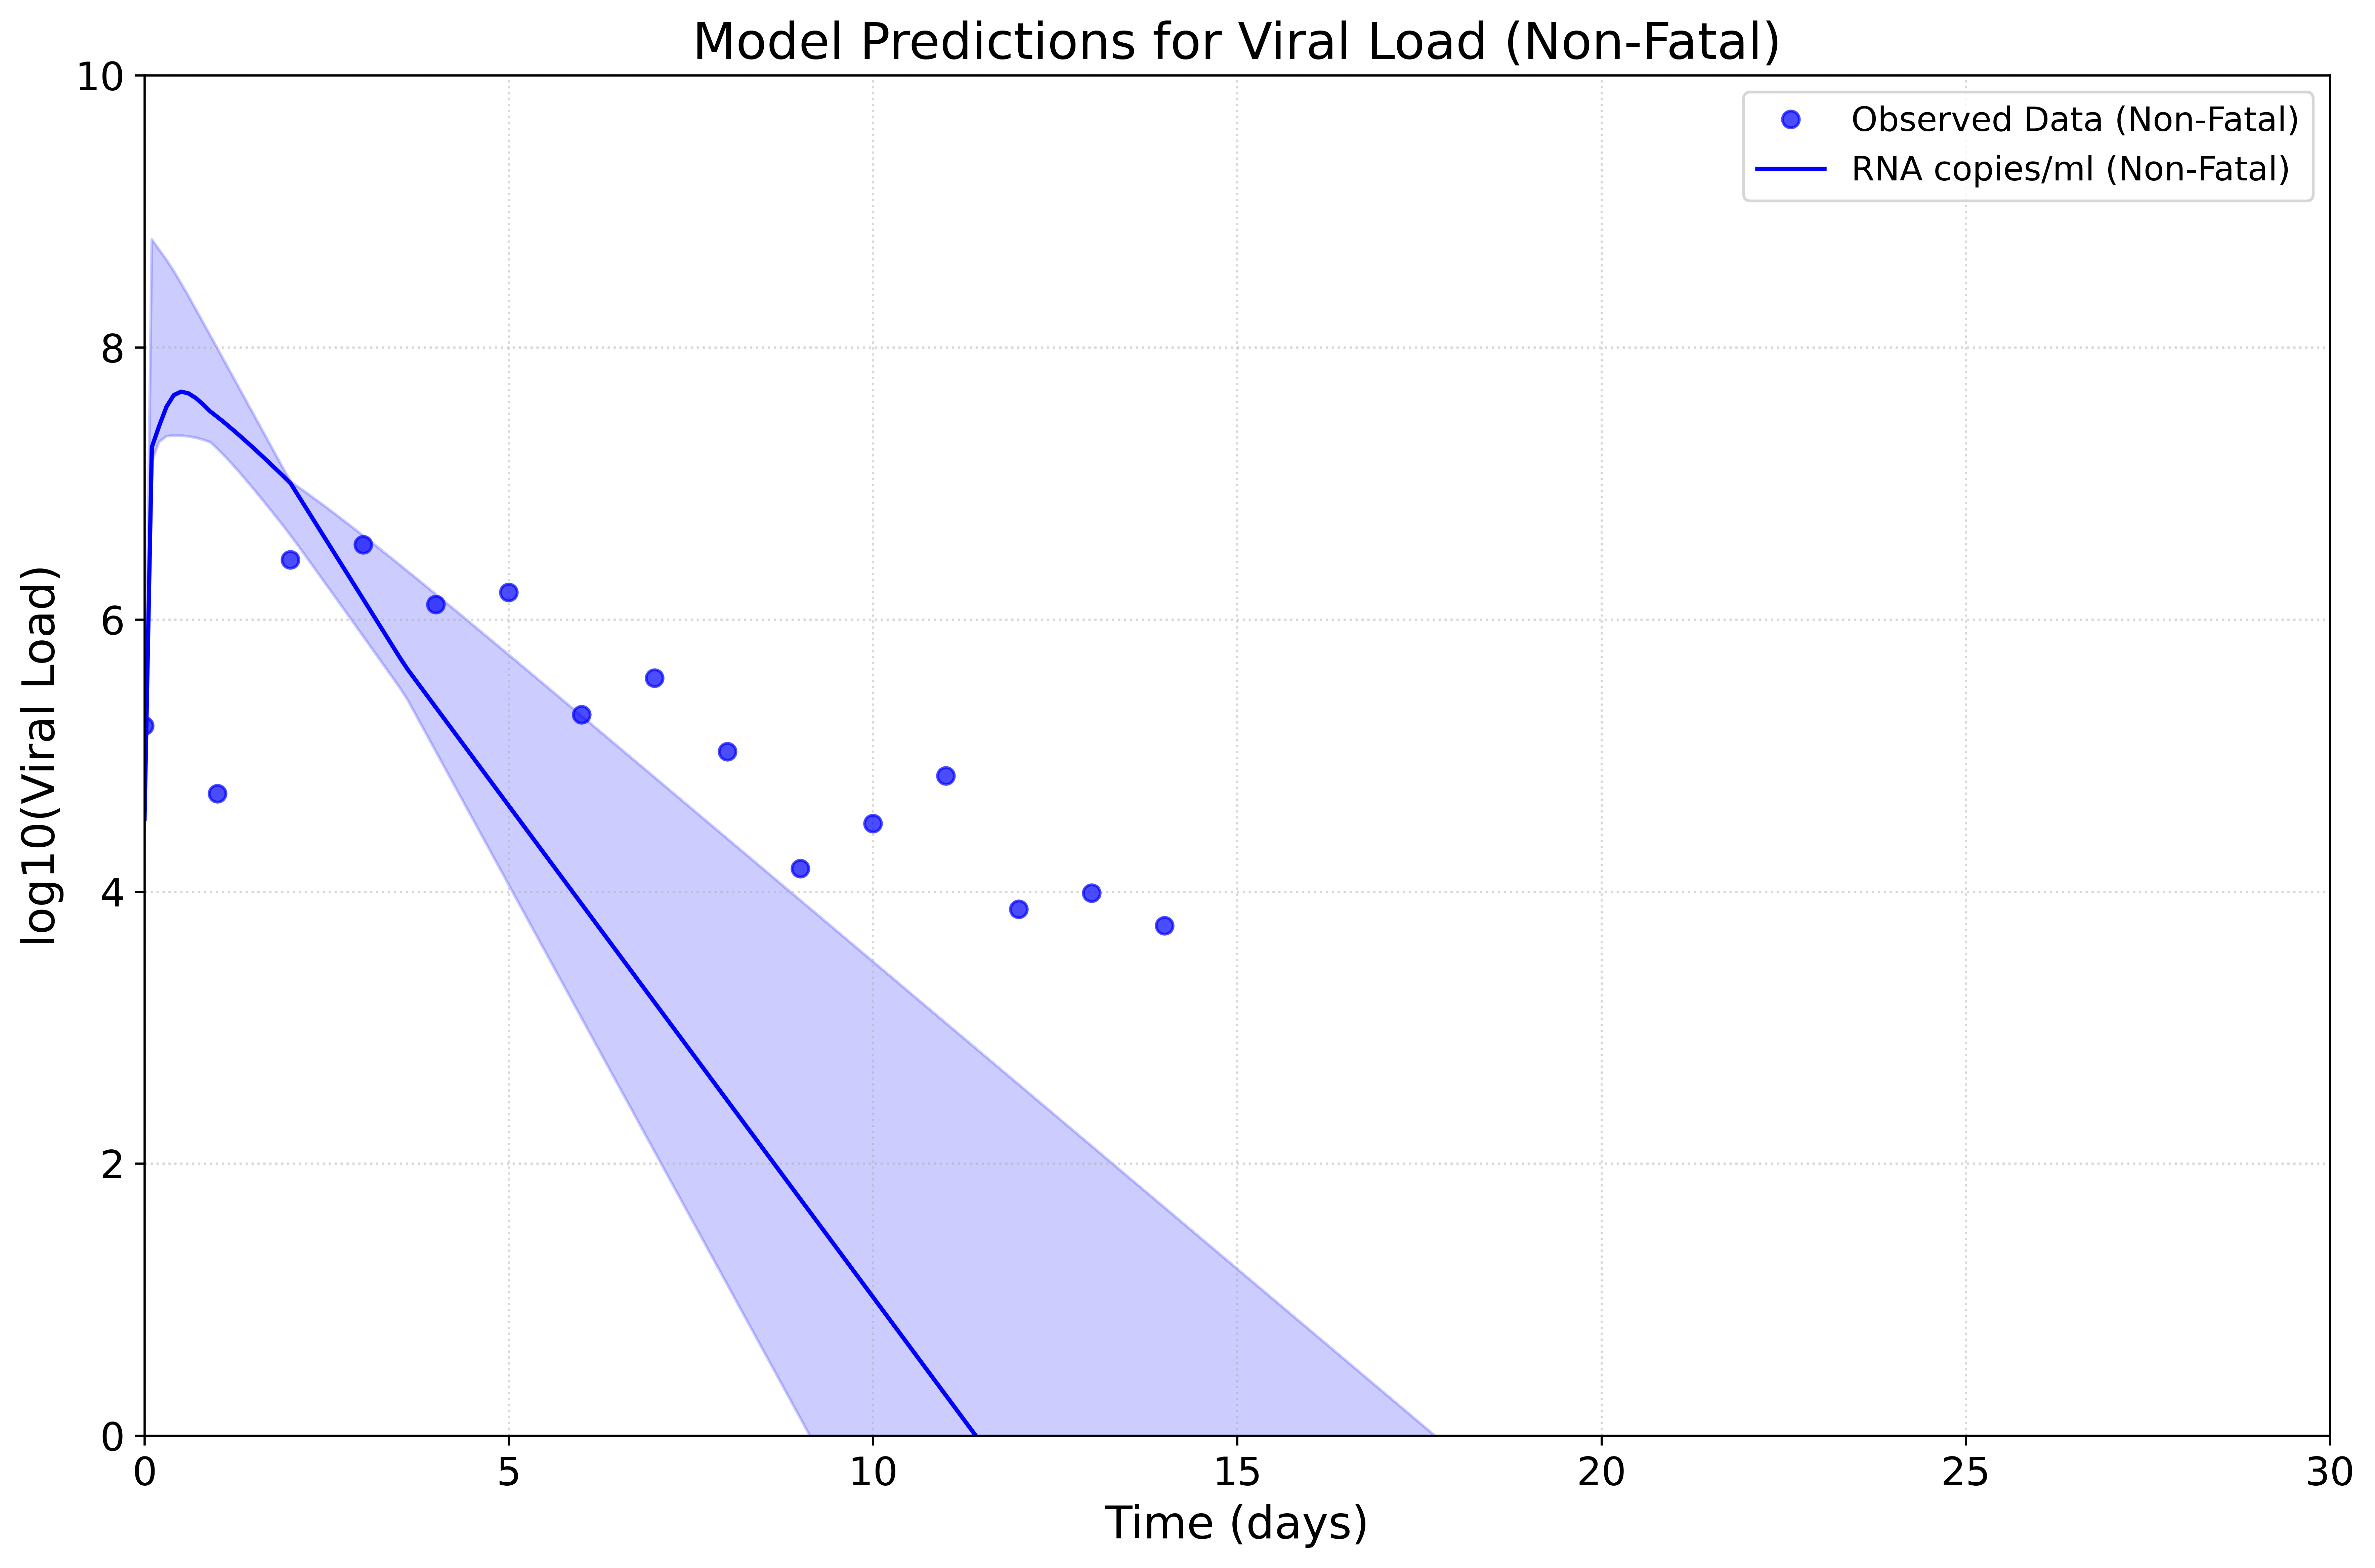 Model Predictions for Viral Load (Non-Fatal)
10
8
6
4
2
0
log10(Viral Load)
Observed Data (Non-Fatal)
RNA copies/ml (Non-Fatal)
0 5 10 15 20 25 30
Time (days)